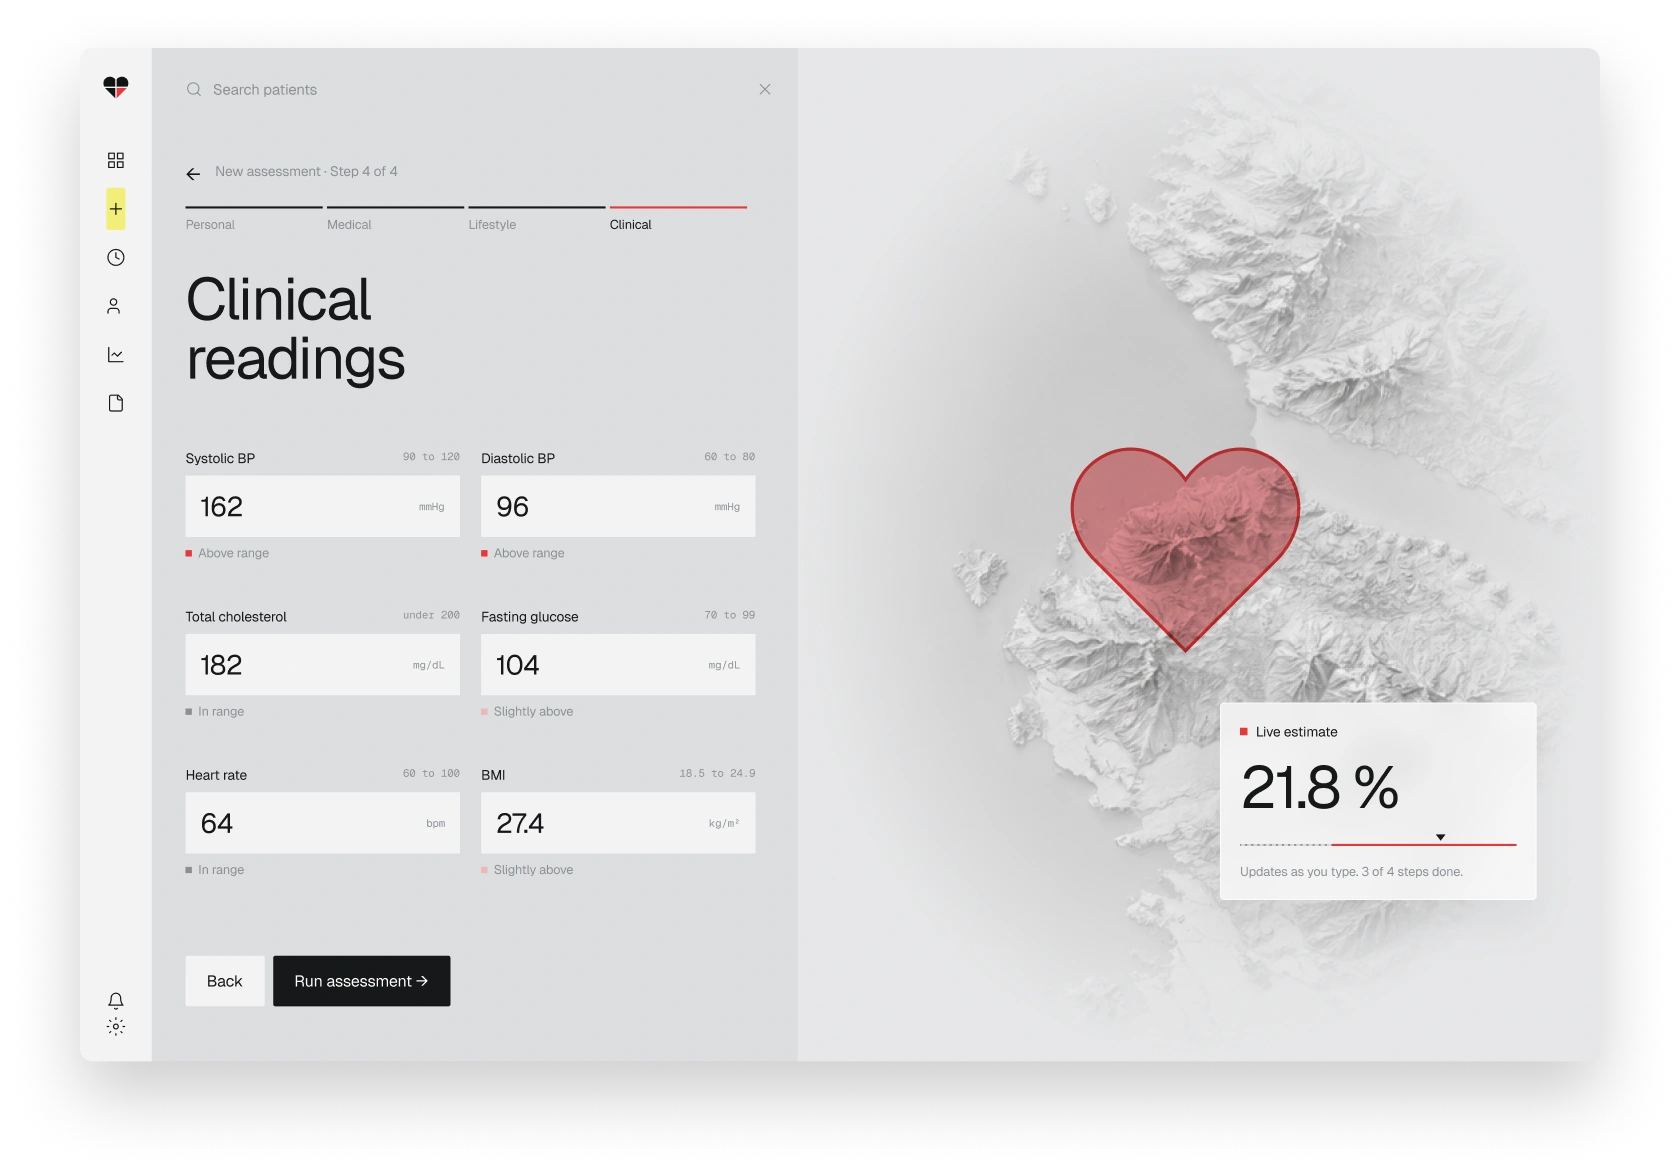 Search patients
New assessment · Step 4 of 4
Personal
Medical
Lifestyle
Clinical
Clinical
readings
Systolic BP
90 to 120
162
mmHg
Above range
Diastolic BP
60 to 80
96
mmHg
Above range
Total cholesterol
under 200
182
mg/dL
In range
Fasting glucose
70 to 99
104
mg/dL
Slightly above
Heart rate
60 to 100
64
bpm
In range
BMI
18.5 to 24.9
27.4
kg/m²
Slightly above
Back
Run assessment →
Live estimate
21.8 %
Updates as you type. 3 of 4 steps done.